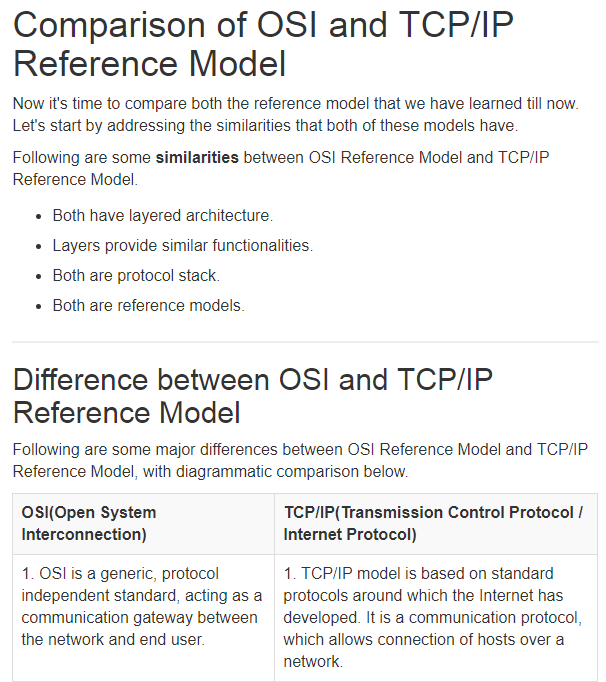 Comparison of OSI and TCP/IP
Reference Model
Now it's time to compare both the reference model that we have learned till now.
Let's start by addressing the similarities that both of these models have.
Following are some similarities between OSI Reference Model and TCP/IP
Reference Model.
• Both have layered architecture.
• Layers provide similar functionalities.
• Both are protocol stack.
• Both are reference models.
Difference between OSI and TCP/IP
Reference Model
Following are some major differences between OSI Reference Model and TCP/IP
Reference Model, with diagrammatic comparison below.
OSI(Open System
Interconnection)
TCP/IP(Transmission Control Protocol /
Internet Protocol)
1. OSI is a generic, protocol
independent standard, acting as a
communication gateway between
the network and end user.
1. TCP/IP model is based on standard
protocols around which the Internet has
developed. It is a communication protocol,
which allows connection of hosts over a
network.